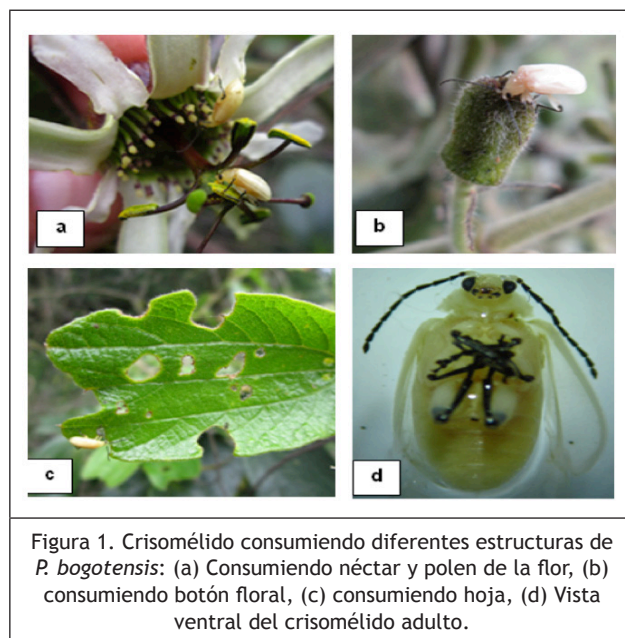 a
b
c
d
Figura 1. Crisomélido consumiendo diferentes estructuras de
P. bogotensis: (a) Consumiendo néctar y polen de la flor, (b)
consumiendo botón floral, (c) consumiendo hoja, (d) Vista
ventral del crisomélido adulto.